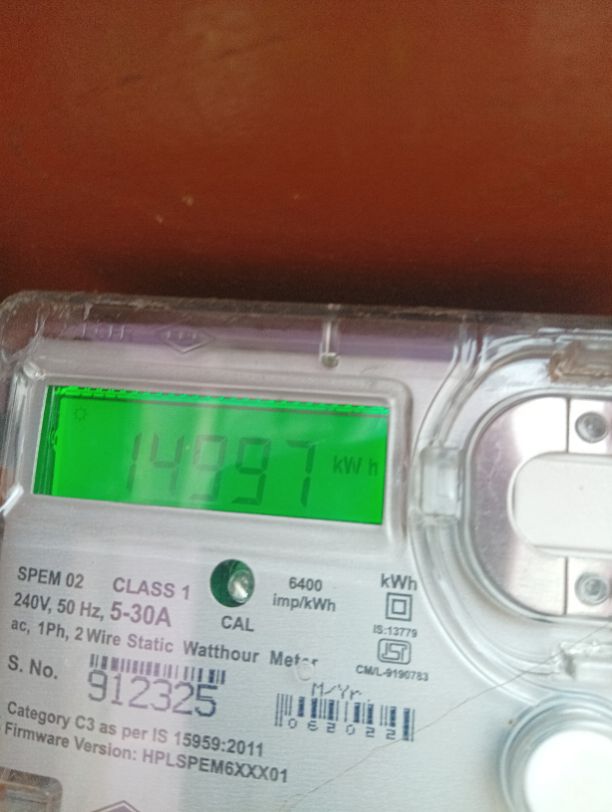 14997 kWh
SPEM 02 CLASS 1 6400 imp/kWh kWh
240V, 50 Hz, 5-30A CAL
IS:13779
ac, 1Ph, 2 Wire Static Watthour Meter
CM/L-9190783
S. No. 912325
M/Yr.
062022
Category C3 as per IS 15959:2011
Firmware Version: HPLSPEM6XXX01